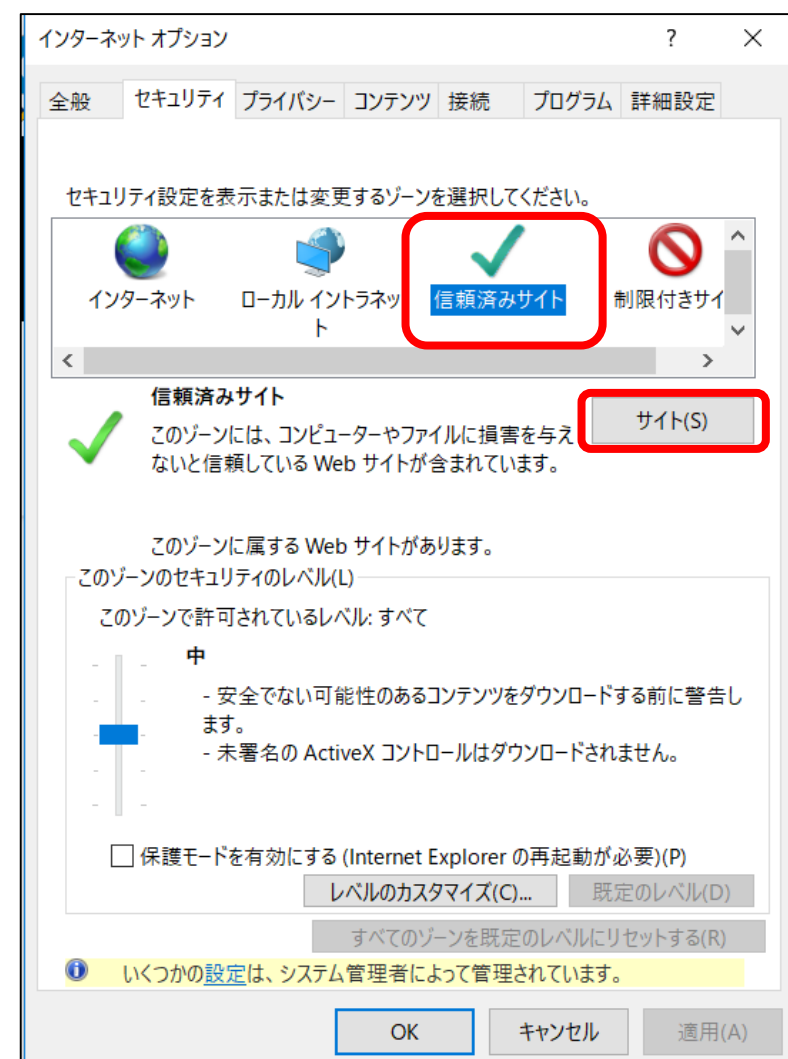 インターネット オプション ? ×
全般 セキュリティ プライバシー コンテンツ 接続 プログラム 詳細設定
セキュリティ設定を表示または変更するゾーンを選択してください。
インターネット ローカル イントラネッ 信頼済みサイト 制限付きサイ
ト
信頼済みサイト
サイト(S)
このゾーンには、コンピューターやファイルに損害を与え
ないと信頼している Web サイトが含まれています。
このゾーンに属する Web サイトがあります。
このゾーンのセキュリティのレベル(L)
このゾーンで許可されているレベル: すべて
中
- 安全でない可能性のあるコンテンツをダウンロードする前に警告し
ます。
- 未署名の ActiveX コントロールはダウンロードされません。
保護モードを有効にする (Internet Explorer の再起動が必要)(P)
レベルのカスタマイズ(C)... 既定のレベル(D)
すべてのゾーンを既定のレベルにリセットする(R)
いくつかの設定は、システム管理者によって管理されています。
OK キャンセル 適用(A)